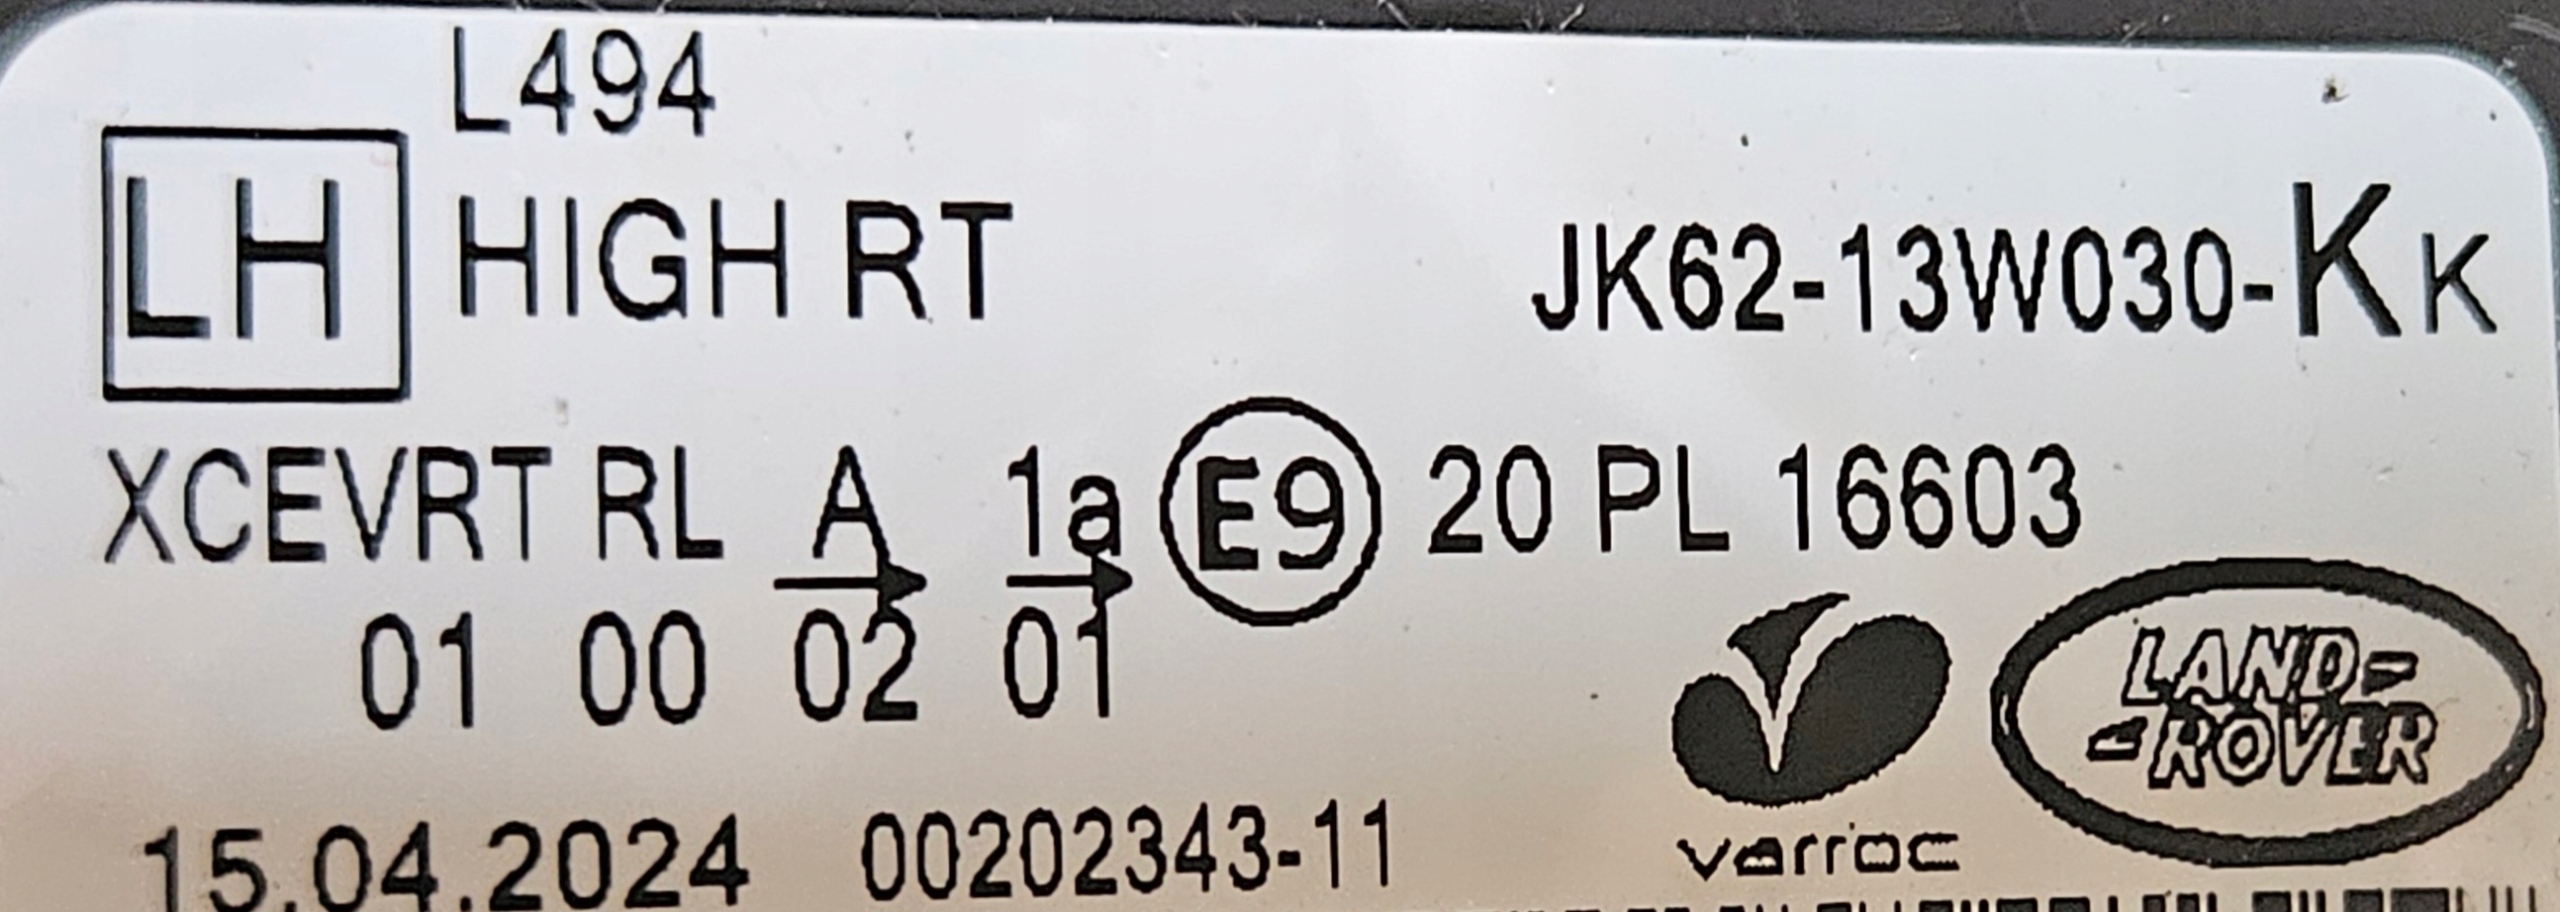 L494
LH HIGH RT JK62-13W030-K K
XCEVRT RL A 1a E9 20 PL 16603
01 00 02 01
LAND-
-ROVER
15.04.2024 00202343-11 varroc